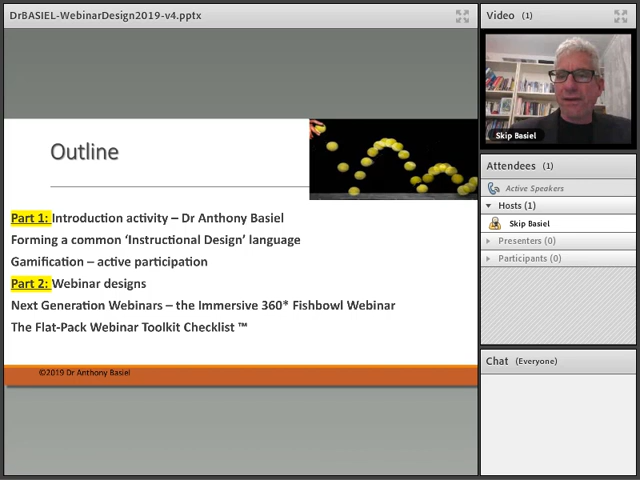 DrBASIEL-WebinarDesign2019-v4.pptx
Outline
Part 1: Introduction activity – Dr Anthony Basiel
Forming a common ‘Instructional Design’ language
Gamification – active participation
Part 2: Webinar designs
Next Generation Webinars – the Immersive 360* Fishbowl Webinar
The Flat-Pack Webinar Toolkit Checklist ™
©2019 Dr Anthony Basiel
Video (1)
Skip Basiel
Attendees (1)
Active Speakers
Hosts (1)
Skip Basiel
Presenters (0)
Participants (0)
Chat (Everyone)